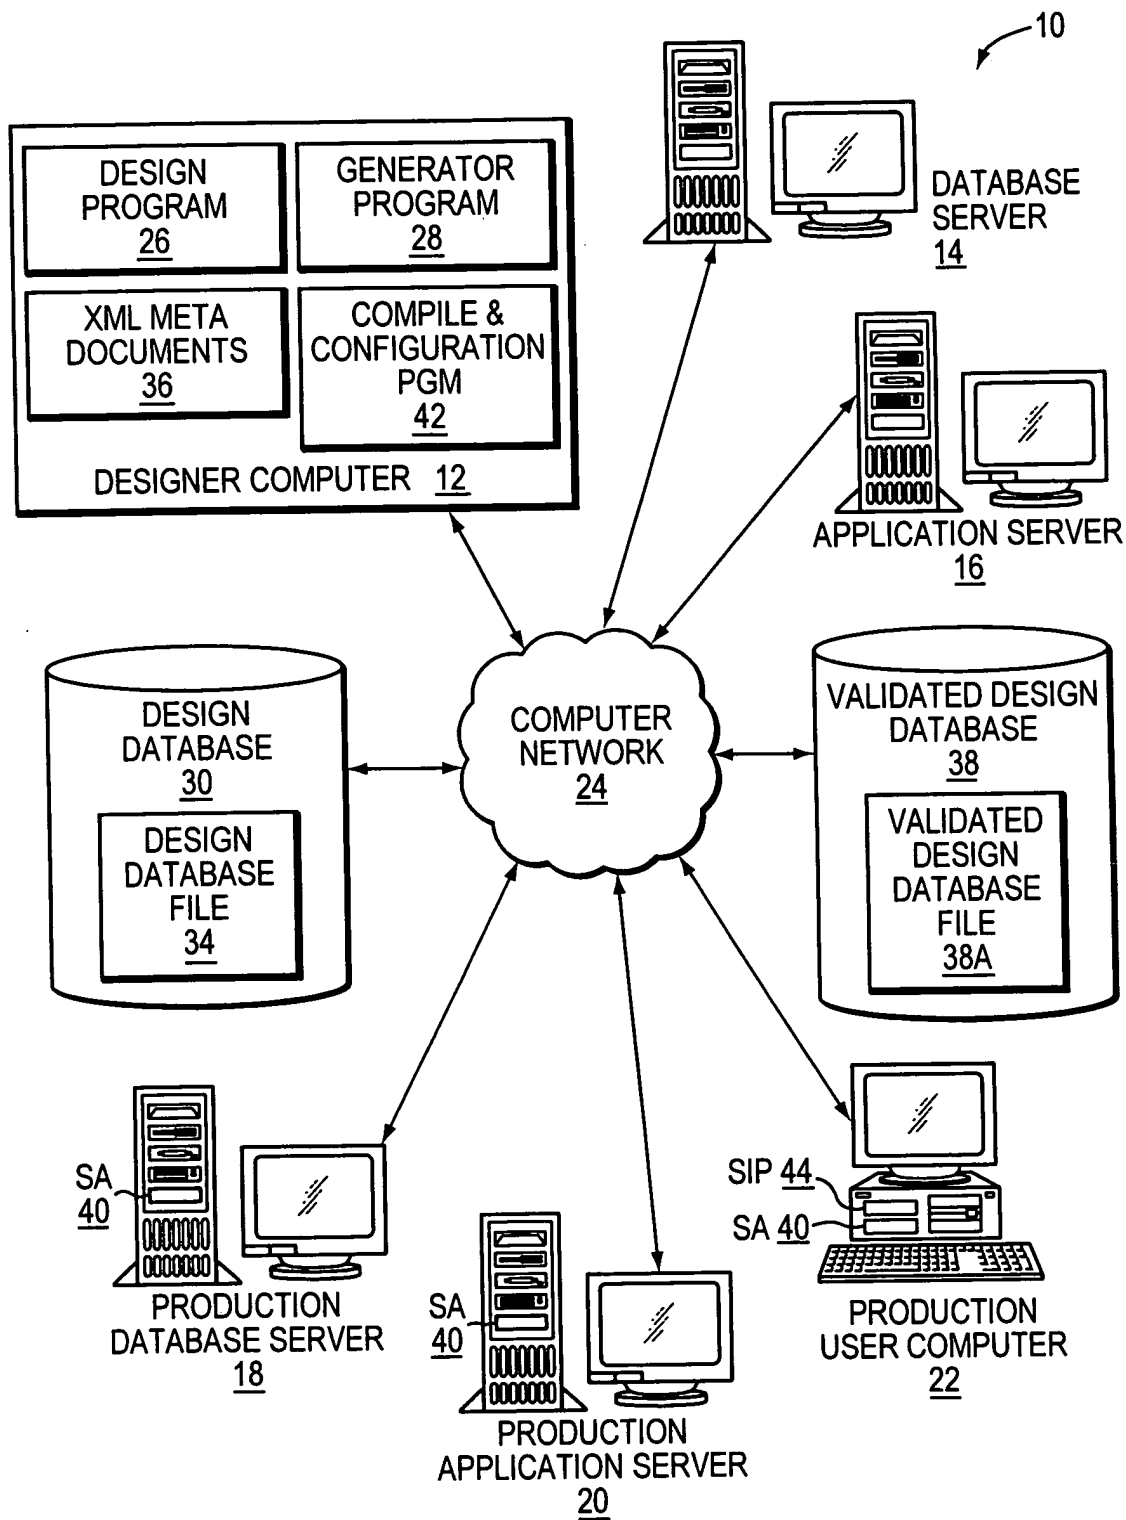 10
DESIGN
PROGRAM
26
GENERATOR
PROGRAM
28
XML META
DOCUMENTS
36
COMPILE &
CONFIGURATION
PGM
42
DESIGNER COMPUTER 12
DATABASE
SERVER
14
APPLICATION SERVER
16
DESIGN
DATABASE
30
DESIGN
DATABASE
FILE
34
COMPUTER
NETWORK
24
VALIDATED DESIGN
DATABASE
38
VALIDATED
DESIGN
DATABASE
FILE
38A
SA
40
PRODUCTION
DATABASE SERVER
18
SA
40
PRODUCTION
APPLICATION SERVER
20
SIP 44
SA 40
PRODUCTION
USER COMPUTER
22